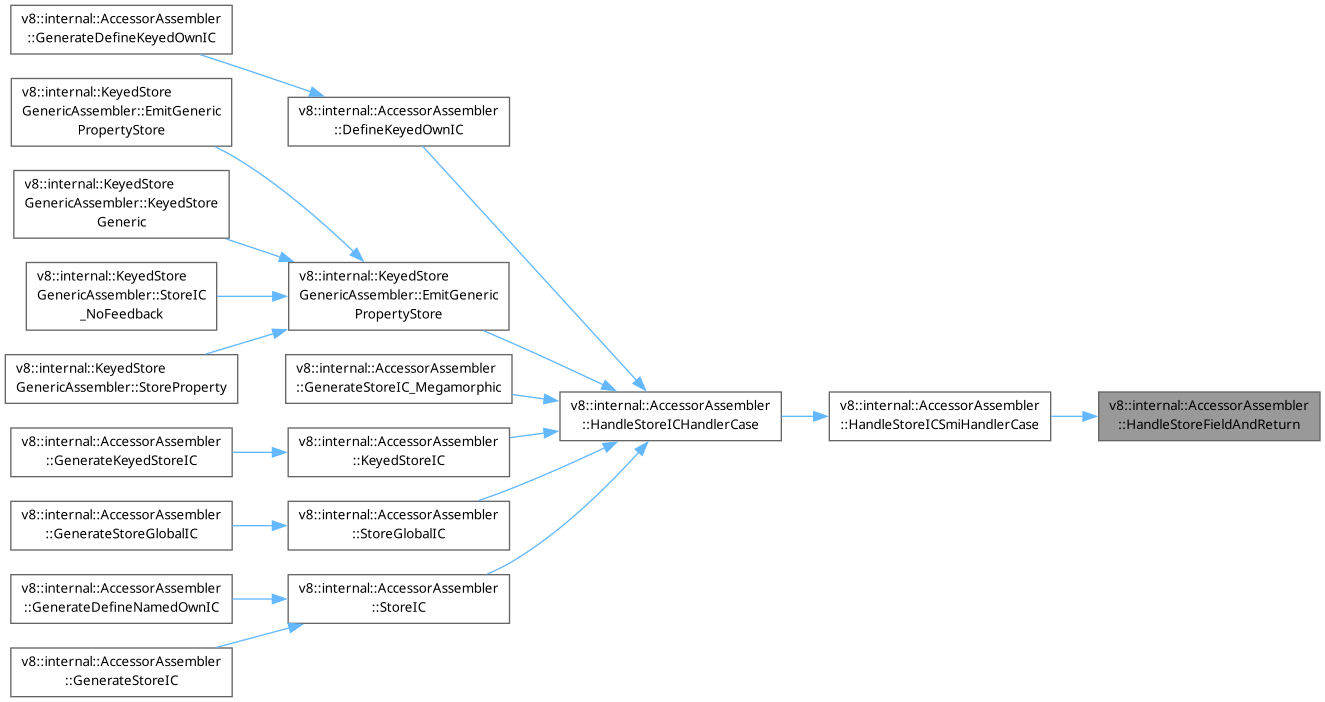 v8::internal::AccessorAssembler
::GenerateDefineKeyedOwnIC
v8::internal::KeyedStore
GenericAssembler::EmitGeneric
PropertyStore
v8::internal::KeyedStore
GenericAssembler::KeyedStore
Generic
v8::internal::KeyedStore
GenericAssembler::StoreIC
_NoFeedback
v8::internal::KeyedStore
GenericAssembler::StoreProperty
v8::internal::AccessorAssembler
::GenerateKeyedStoreIC
v8::internal::AccessorAssembler
::GenerateStoreGlobalIC
v8::internal::AccessorAssembler
::GenerateDefineNamedOwnIC
v8::internal::AccessorAssembler
::GenerateStoreIC
v8::internal::AccessorAssembler
::DefineKeyedOwnIC
v8::internal::KeyedStore
GenericAssembler::EmitGeneric
PropertyStore
v8::internal::AccessorAssembler
::GenerateStoreIC_Megamorphic
v8::internal::AccessorAssembler
::KeyedStoreIC
v8::internal::AccessorAssembler
::StoreGlobalIC
v8::internal::AccessorAssembler
::StoreIC
v8::internal::AccessorAssembler
::HandleStoreICHandlerCase
v8::internal::AccessorAssembler
::HandleStoreICSmiHandlerCase
v8::internal::AccessorAssembler
::HandleStoreFieldAndReturn